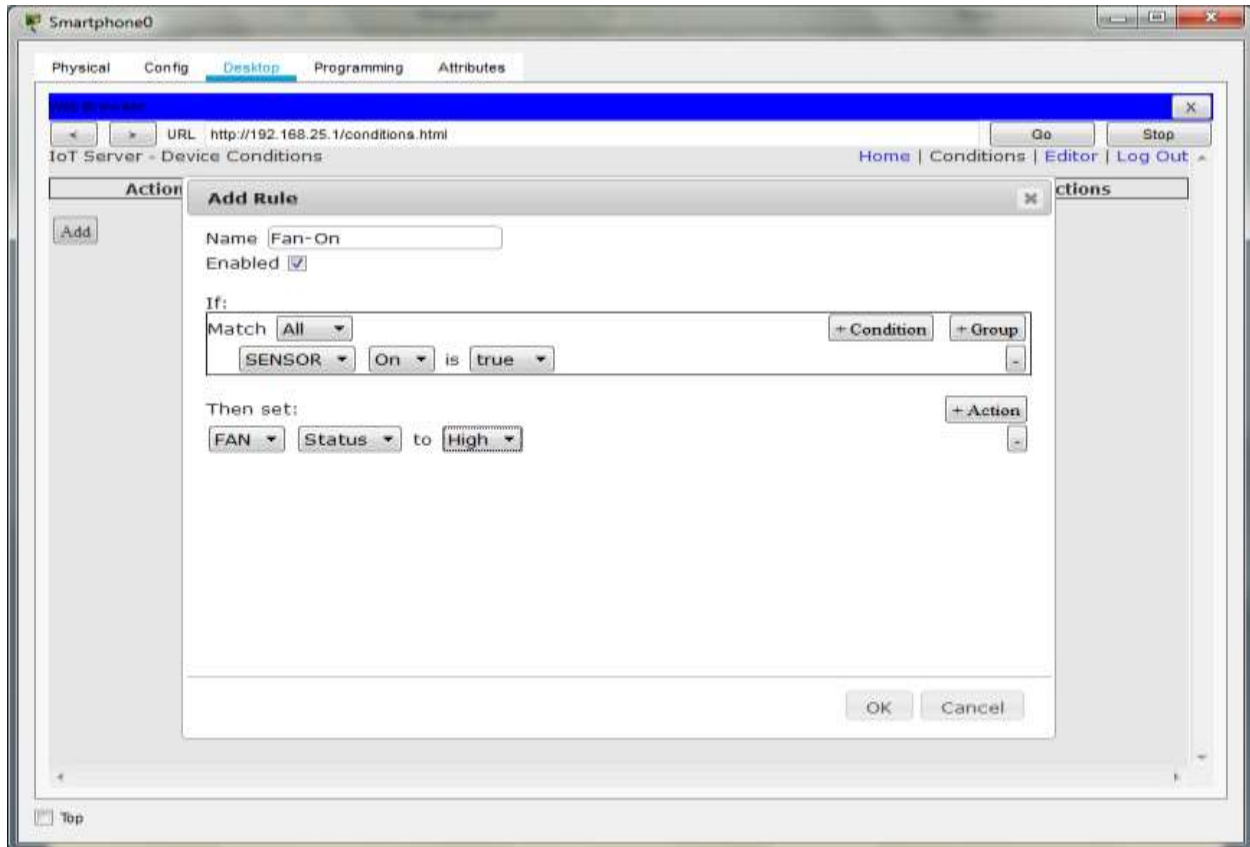 Smartphone0
Physical Config Desktop Programming Attributes
Web Browser X
< > URL http://192.168.25.1/conditions.html Go Stop
IoT Server - Device Conditions Home | Conditions | Editor | Log Out
Action ctions
Add Rule
Add
Name Fan-On
Enabled
If:
Match All + Condition + Group
SENSOR On is true -
Then set: + Action
FAN Status to High -
OK Cancel
Top